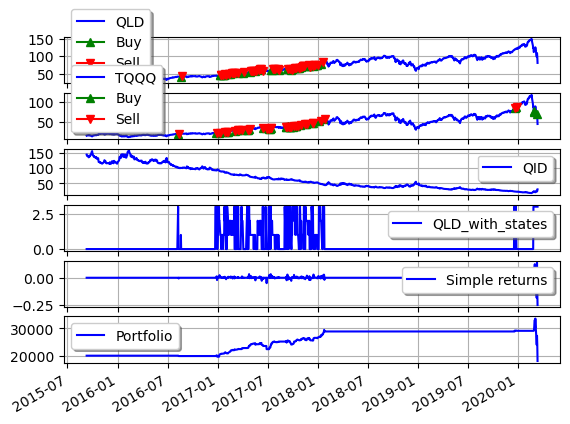 QLD
Buy
Sell
150
100
50
TQQQ
Buy
Sell
100
50
150
100
50
QID
2.5
0.0
QLD_with_states
0.00
−0.25
Simple returns
30000
20000
Portfolio
2015-07
2016-01
2016-07
2017-01
2017-07
2018-01
2018-07
2019-01
2019-07
2020-01